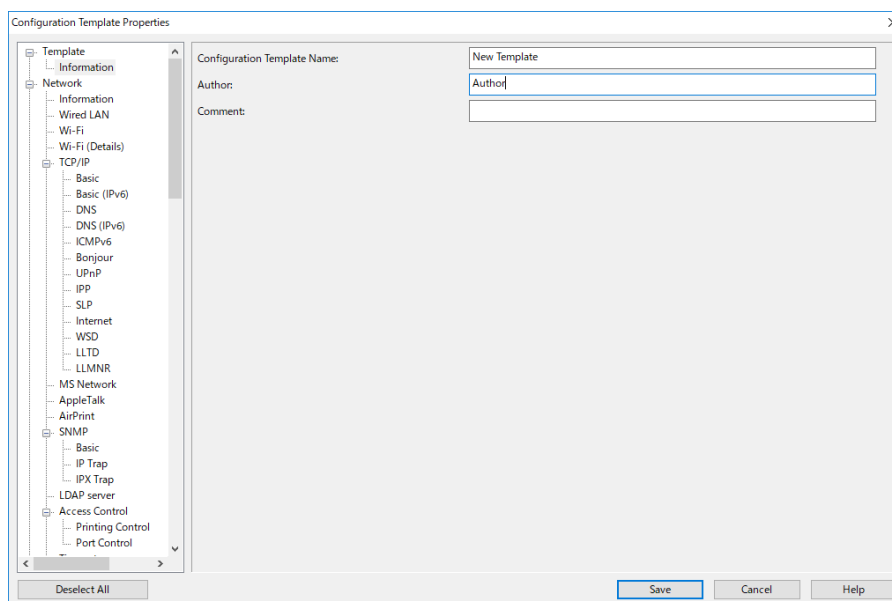 Configuration Template Properties
Template
Information
Network
Information
Wired LAN
Wi-Fi
Wi-Fi (Details)
TCP/IP
Basic
Basic (IPv6)
DNS
DNS (IPv6)
ICMPv6
Bonjour
UPnP
IPP
SLP
Internet
WSD
LLTD
LLMNR
MS Network
AppleTalk
AirPrint
SNMP
Basic
IP Trap
IPX Trap
LDAP server
Access Control
Printing Control
Port Control
Configuration Template Name: New Template
Author: Author
Comment:
Deselect All Save Cancel Help